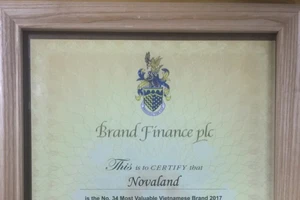 Brand Finance plc
This is to CERTIFY that
Novaland
is the No. 34 Most Valuable Vietnamese Brand 2017